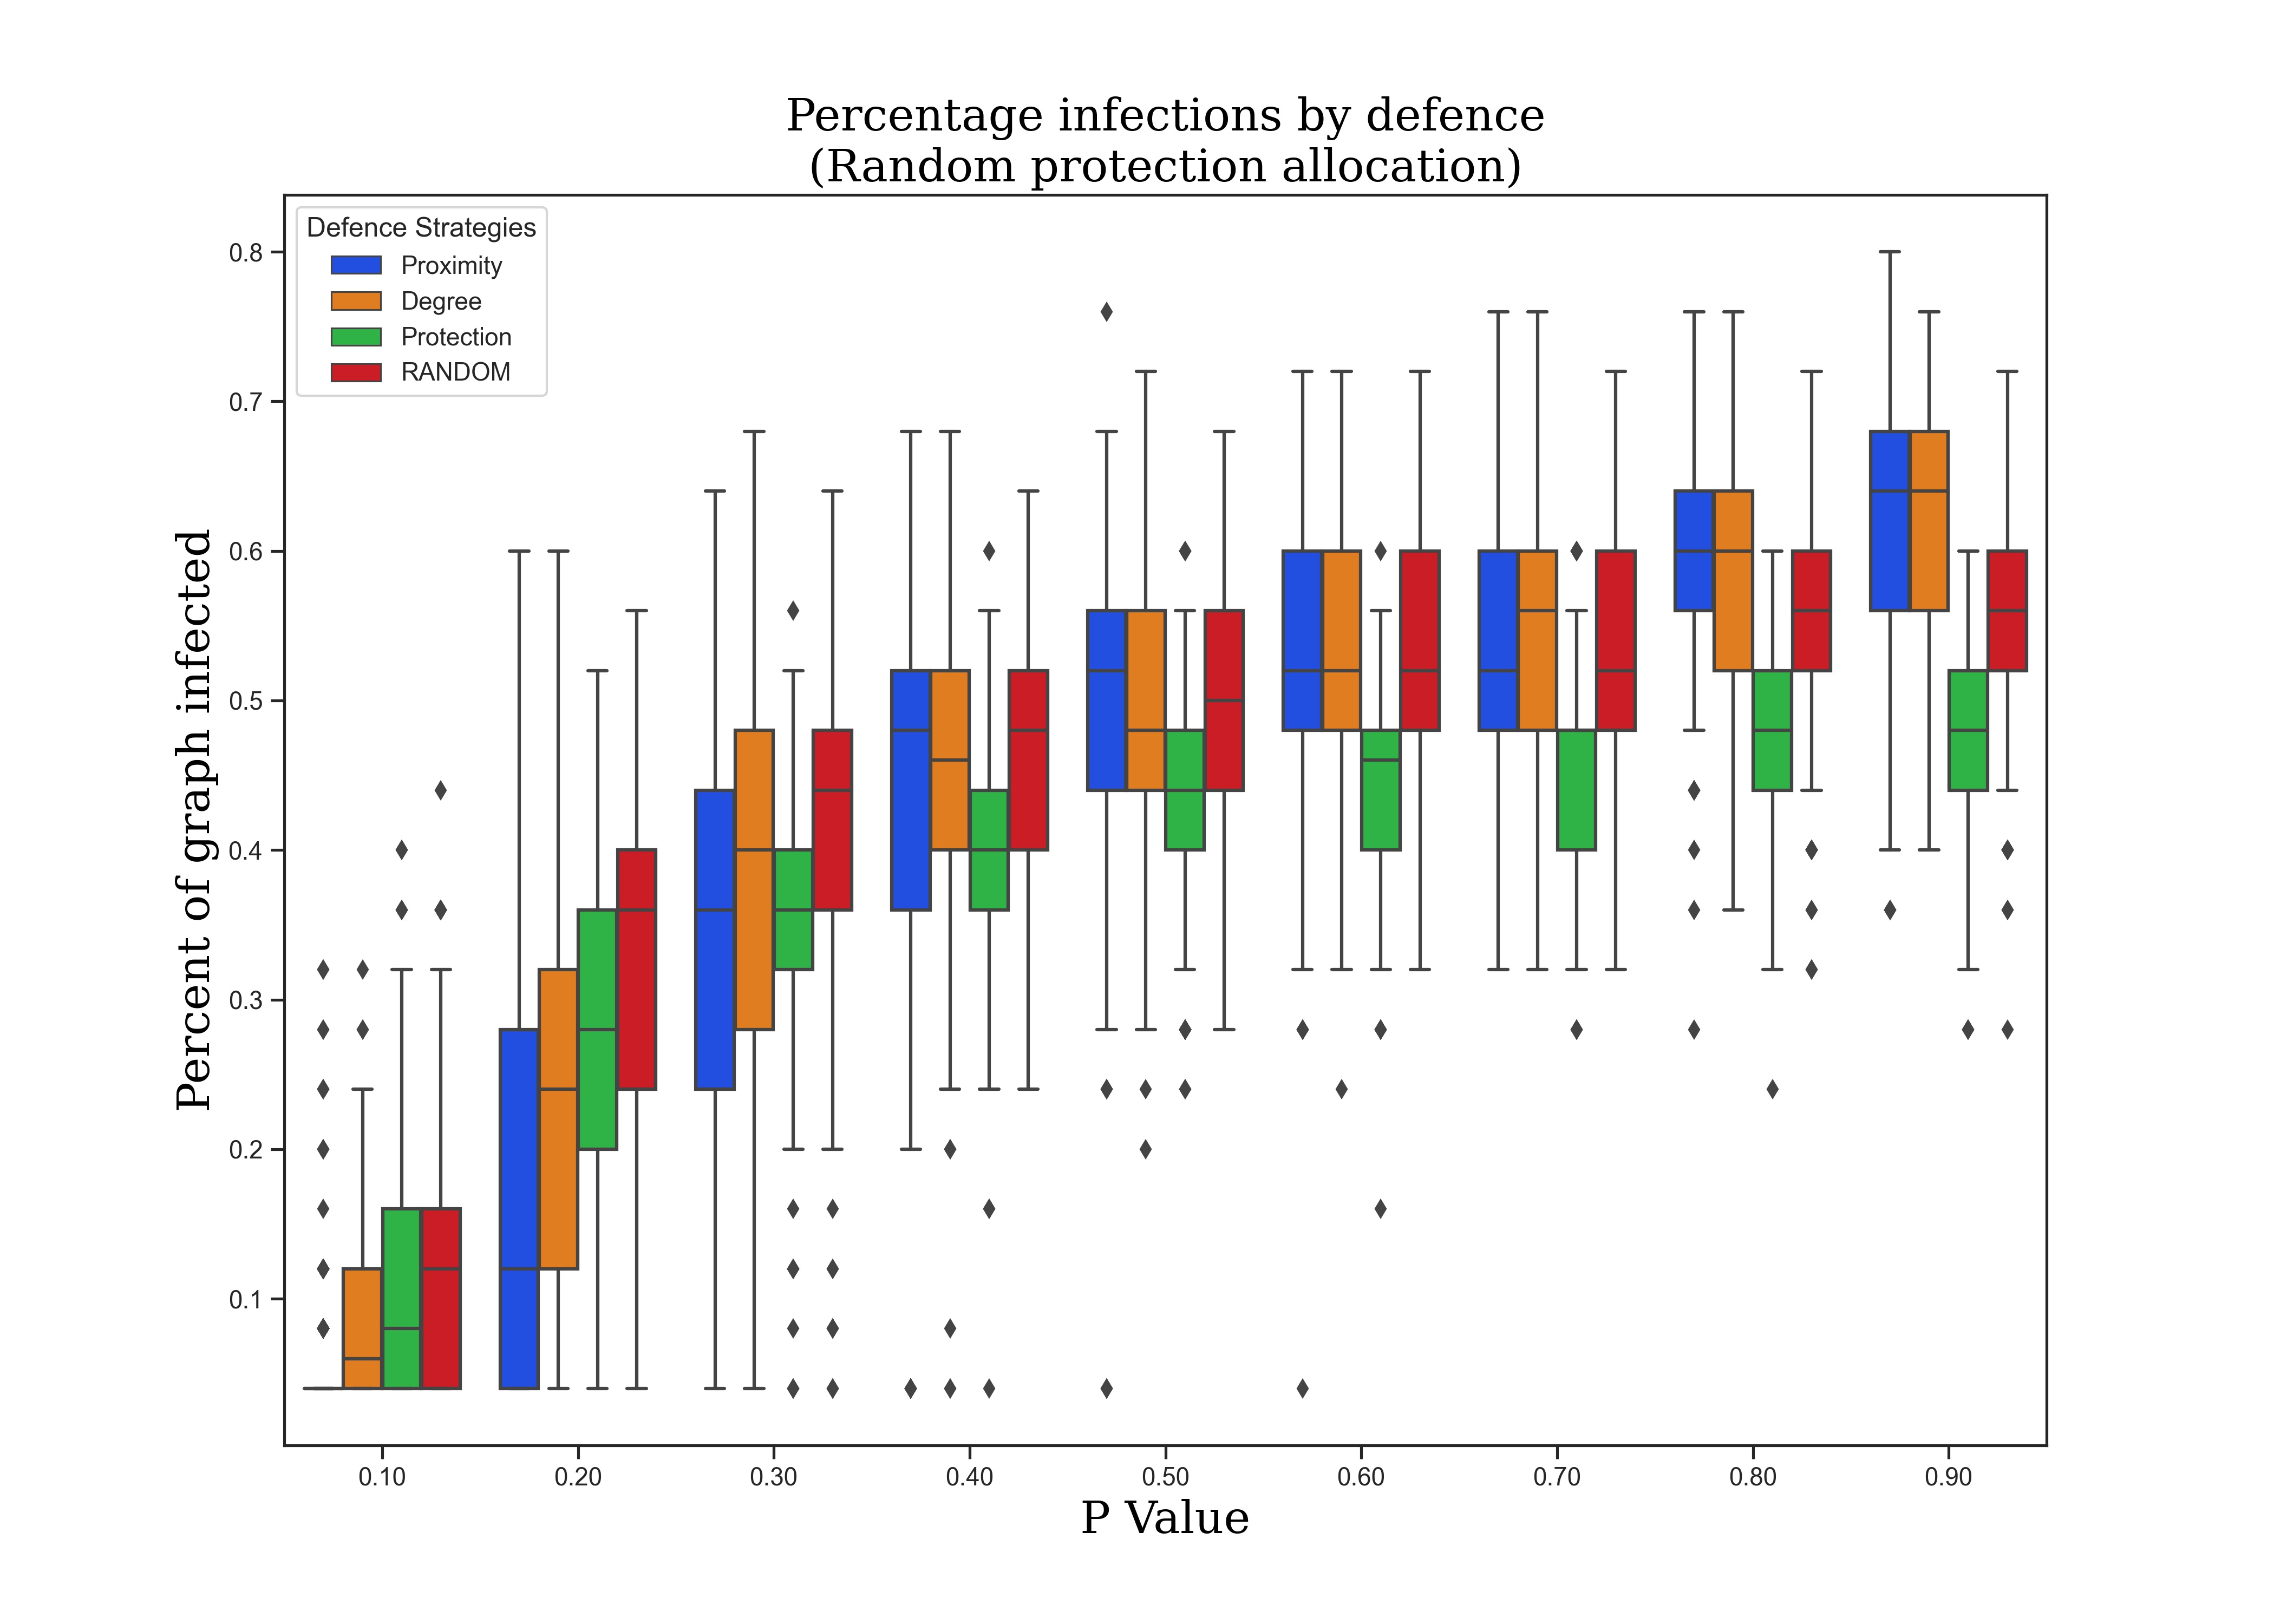 Percentage infections by defence
(Random protection allocation)
Defence Strategies
Proximity
Degree
Protection
RANDOM
Percent of graph infected
0.8
0.7
0.6
0.5
0.4
0.3
0.2
0.1
0.10 0.20 0.30 0.40 0.50 0.60 0.70 0.80 0.90
P Value